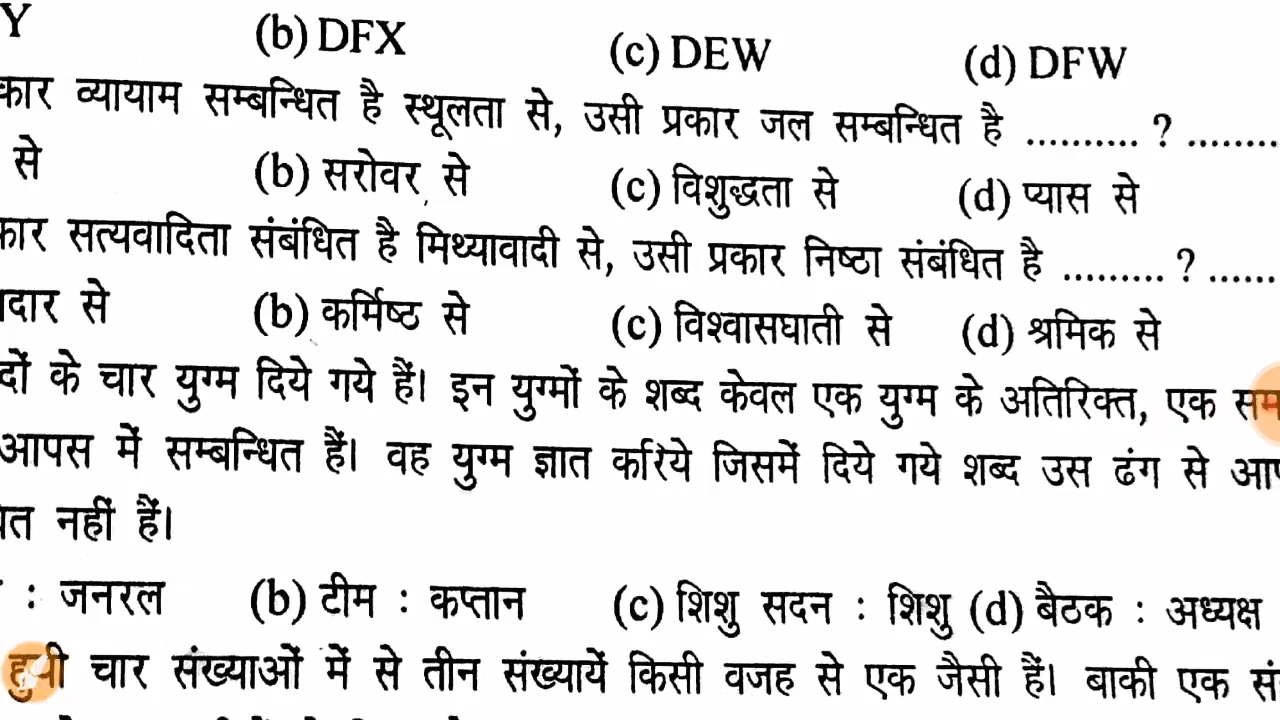 Y (b) DFX (c) DEW (d) DFW
कार व्यायाम सम्बन्धित है स्थूलता से, उसी प्रकार जल सम्बन्धित है .......... ? ........
से (b) सरोवर से (c) विशुद्धता से (d) प्यास से
कार सत्यवादिता संबंधित है मिथ्यावादी से, उसी प्रकार निष्ठा संबंधित है ......... ? ......
दार से (b) कर्मिष्ठ से (c) विश्वासघाती से (d) श्रमिक से
दों के चार युग्म दिये गये हैं। इन युग्मों के शब्द केवल एक युग्म के अतिरिक्त, एक सम
आपस में सम्बन्धित हैं। वह युग्म ज्ञात करिये जिसमें दिये गये शब्द उस ढंग से आप
नहीं हैं।
: जनरल (b) टीम : कप्तान (c) शिशु सदन : शिशु (d) बैठक : अध्यक्ष
चार संख्याओं में से तीन संख्यायें किसी वजह से एक जैसी हैं। बाकी एक सं